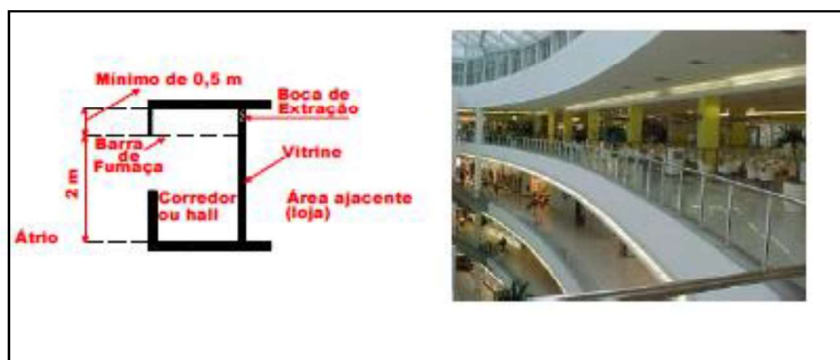 Mínimo de 0,5 m
Boca de
Extração
Barra
de
Fumaça
Vitrine
2 m
Corredor
ou hall
Área ajacente
(loja)
Átrio